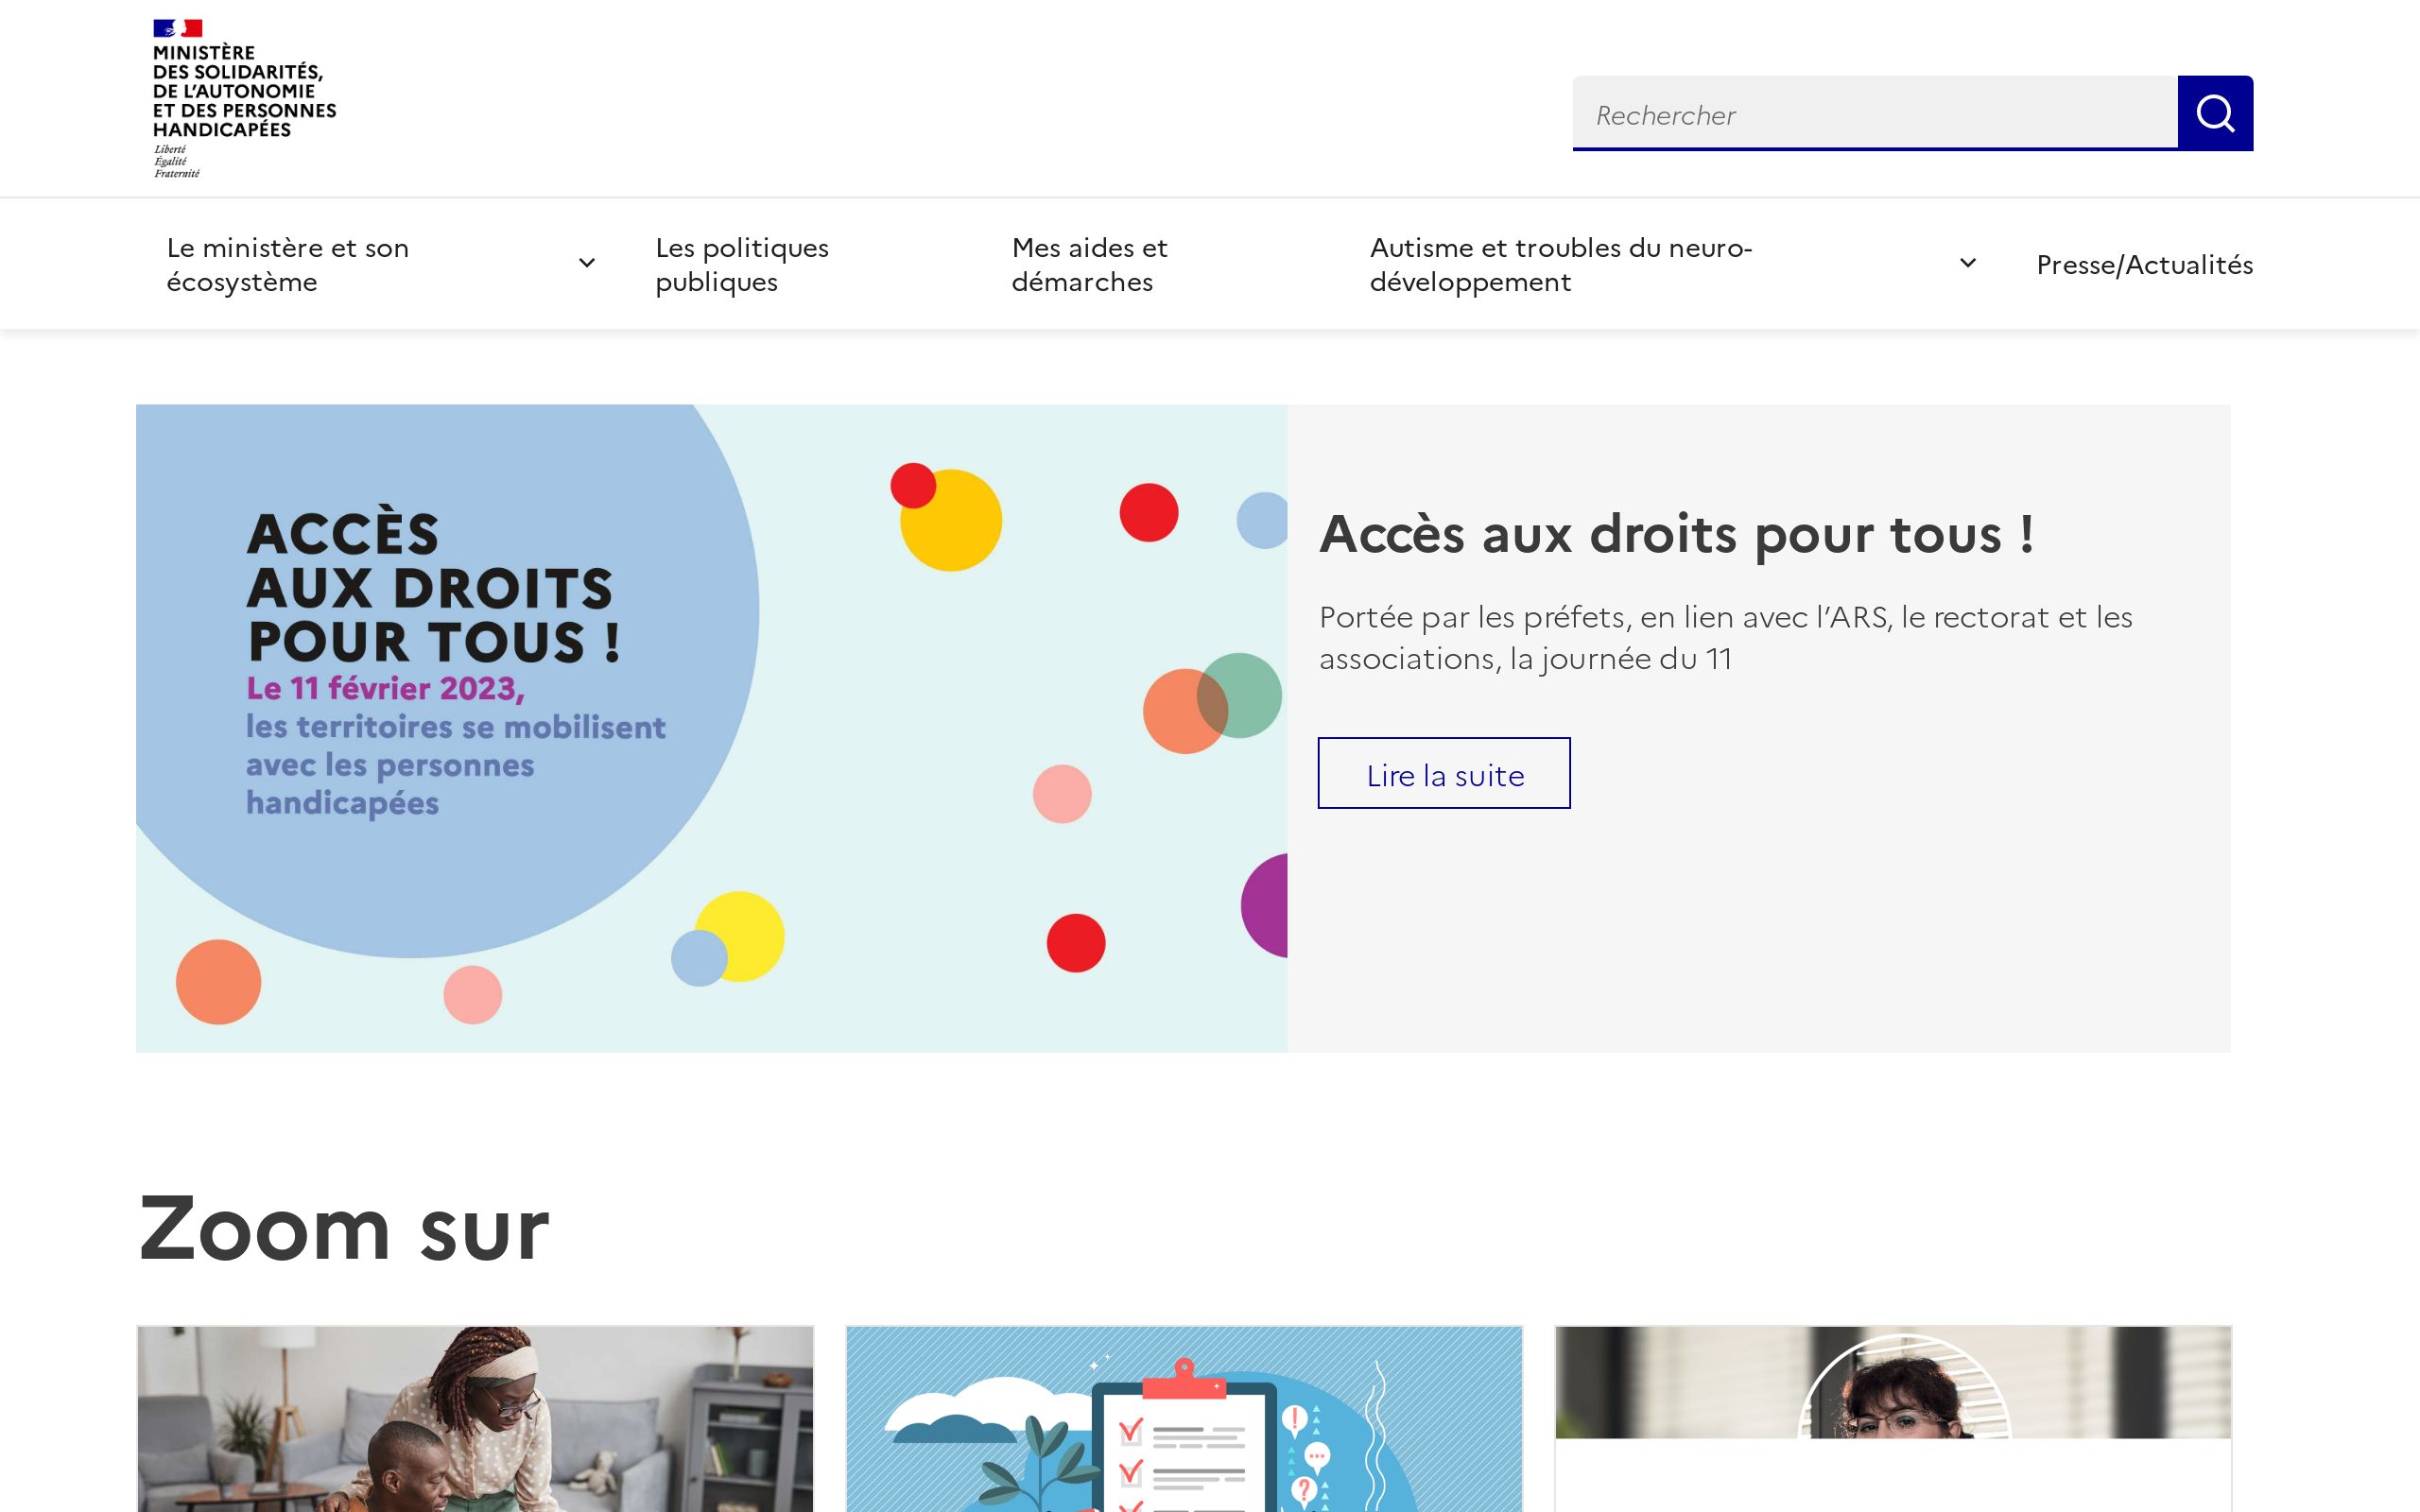 MINISTÈRE
DES SOLIDARITÉS,
DE L'AUTONOMIE
ET DES PERSONNES
HANDICAPÉES
Liberté
Égalité
Fraternité
Rechercher
Le ministère et son
écosystème
Les politiques
publiques
Mes aides et
démarches
Autisme et troubles du neuro-
développement
Presse/Actualités
ACCÈS
AUX DROITS
POUR TOUS !
Le 11 février 2023,
les territoires se mobilisent
avec les personnes
handicapées
Accès aux droits pour tous !
Portée par les préfets, en lien avec l’ARS, le rectorat et les
associations, la journée du 11
Lire la suite
Zoom sur